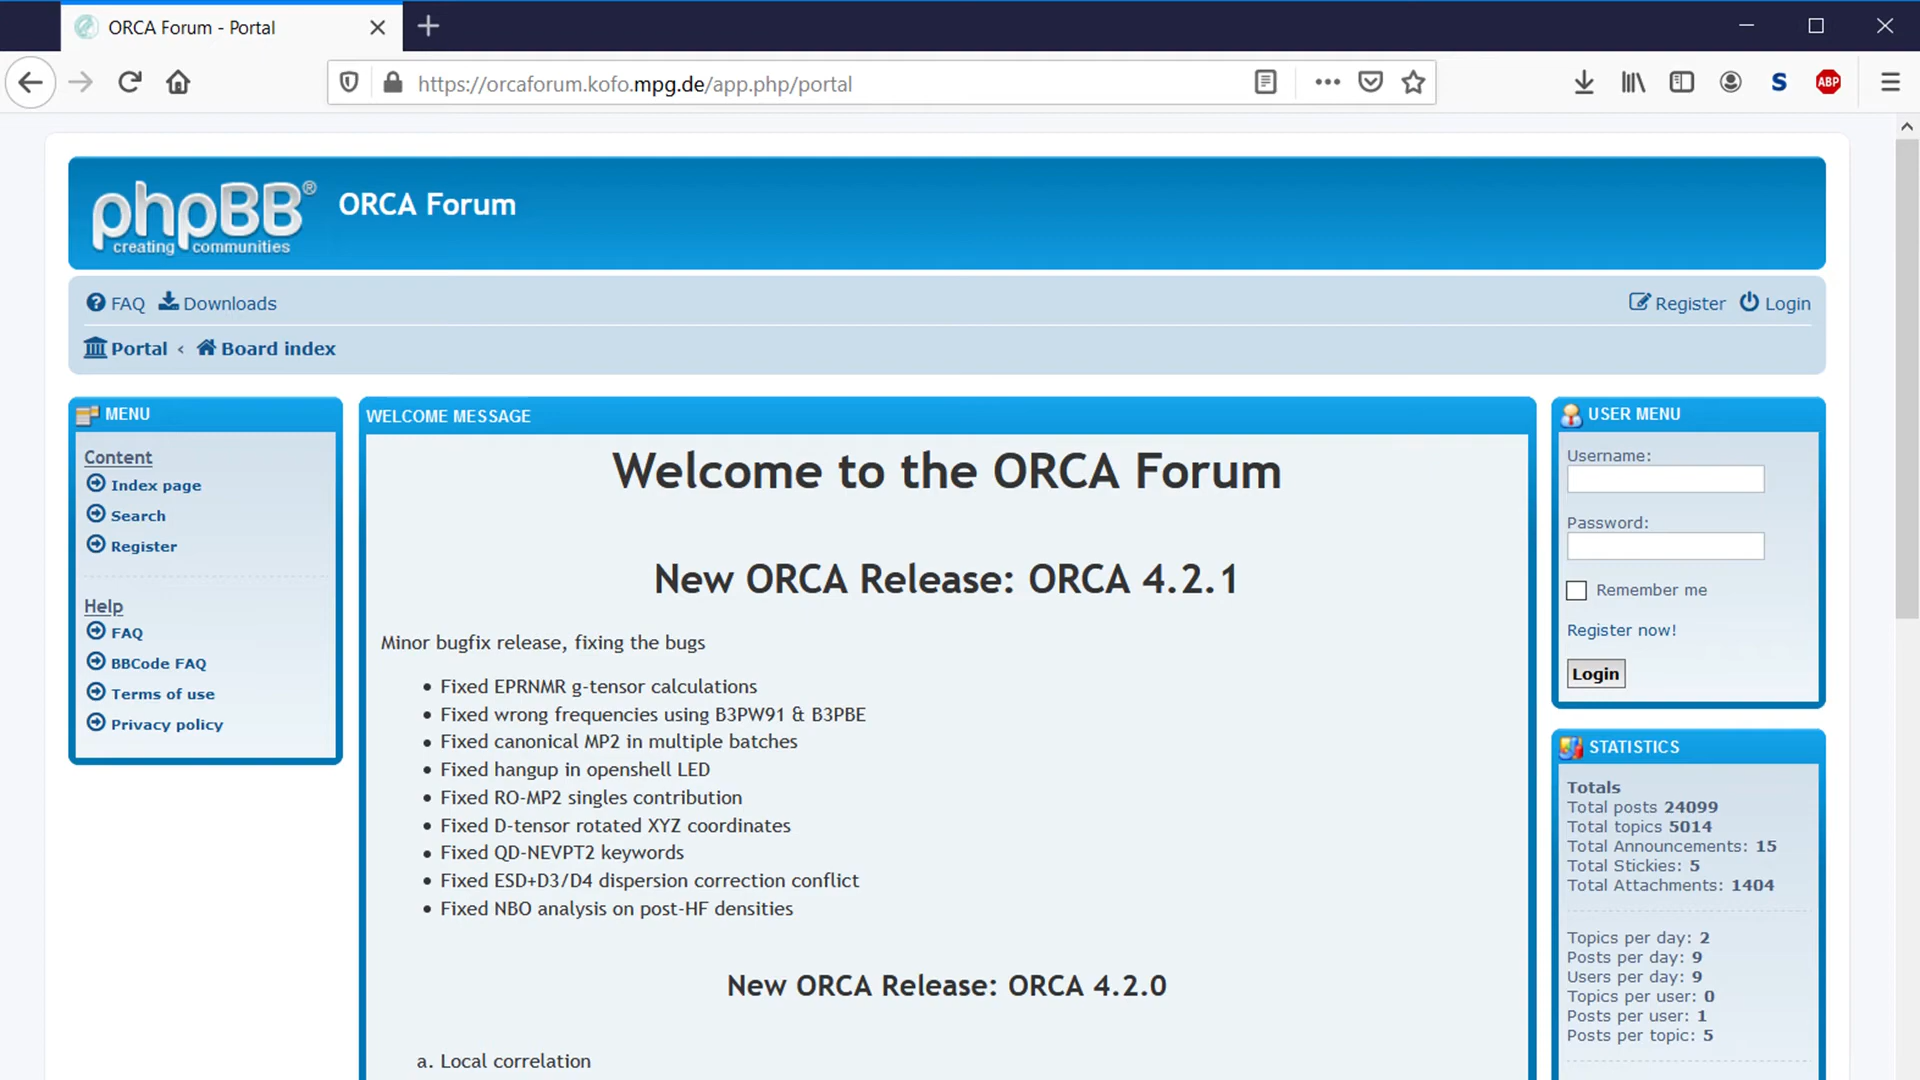 ORCA Forum - Portal
https://orcaforum.kofo.mpg.de/app.php/portal
S
ABP
phpBB®
creating communities
ORCA Forum
FAQ Downloads
Register Login
Portal ‹ Board index
MENU
Content
Index page
Search
Register
Help
FAQ
BBCode FAQ
Terms of use
Privacy policy
WELCOME MESSAGE
Welcome to the ORCA Forum
New ORCA Release: ORCA 4.2.1
Minor bugfix release, fixing the bugs
• Fixed EPRNMR g-tensor calculations
• Fixed wrong frequencies using B3PW91 & B3PBE
• Fixed canonical MP2 in multiple batches
• Fixed hangup in openshell LED
• Fixed RO-MP2 singles contribution
• Fixed D-tensor rotated XYZ coordinates
• Fixed QD-NEVPT2 keywords
• Fixed ESD+D3/D4 dispersion correction conflict
• Fixed NBO analysis on post-HF densities
New ORCA Release: ORCA 4.2.0
a. Local correlation
USER MENU
Username:
Password:
Remember me
Register now!
Login
STATISTICS
Totals
Total posts 24099
Total topics 5014
Total Announcements: 15
Total Stickies: 5
Total Attachments: 1404
Topics per day: 2
Posts per day: 9
Users per day: 9
Topics per user: 0
Posts per user: 1
Posts per topic: 5